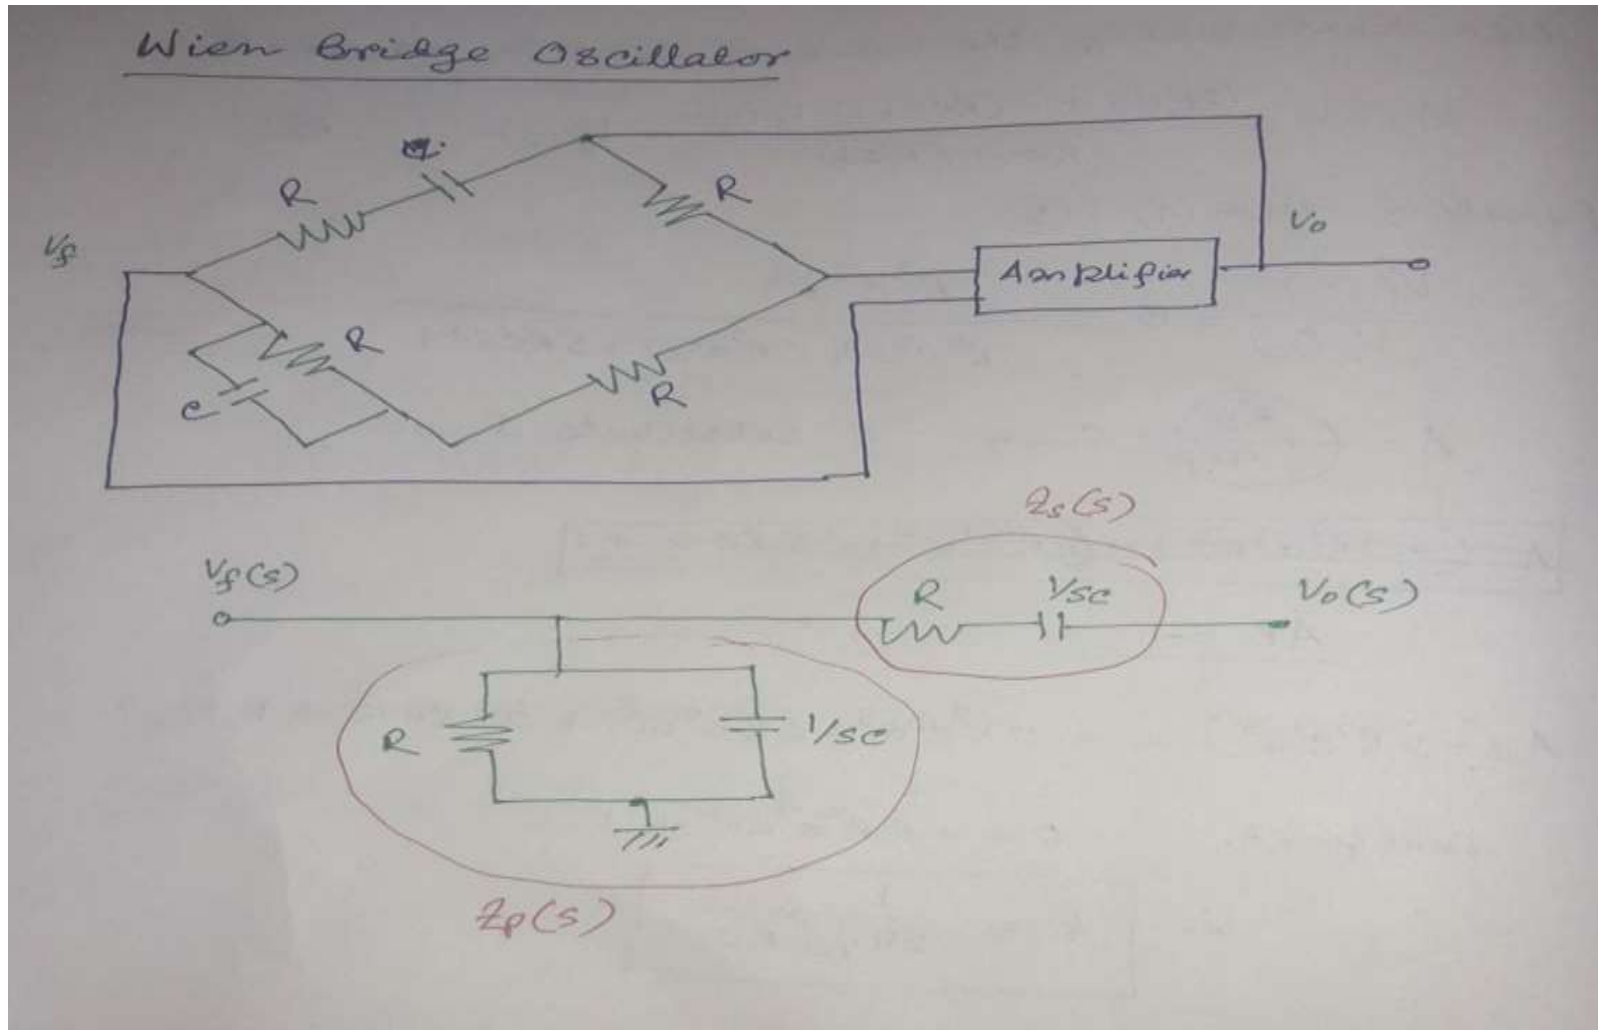 Wien Bridge Oscillator
R
R
Vf
Vo
Amplifier
R
C
R
Zs(s)
Vf(s)
R
1/sc
Vo(s)
R
1/sc
Zp(s)